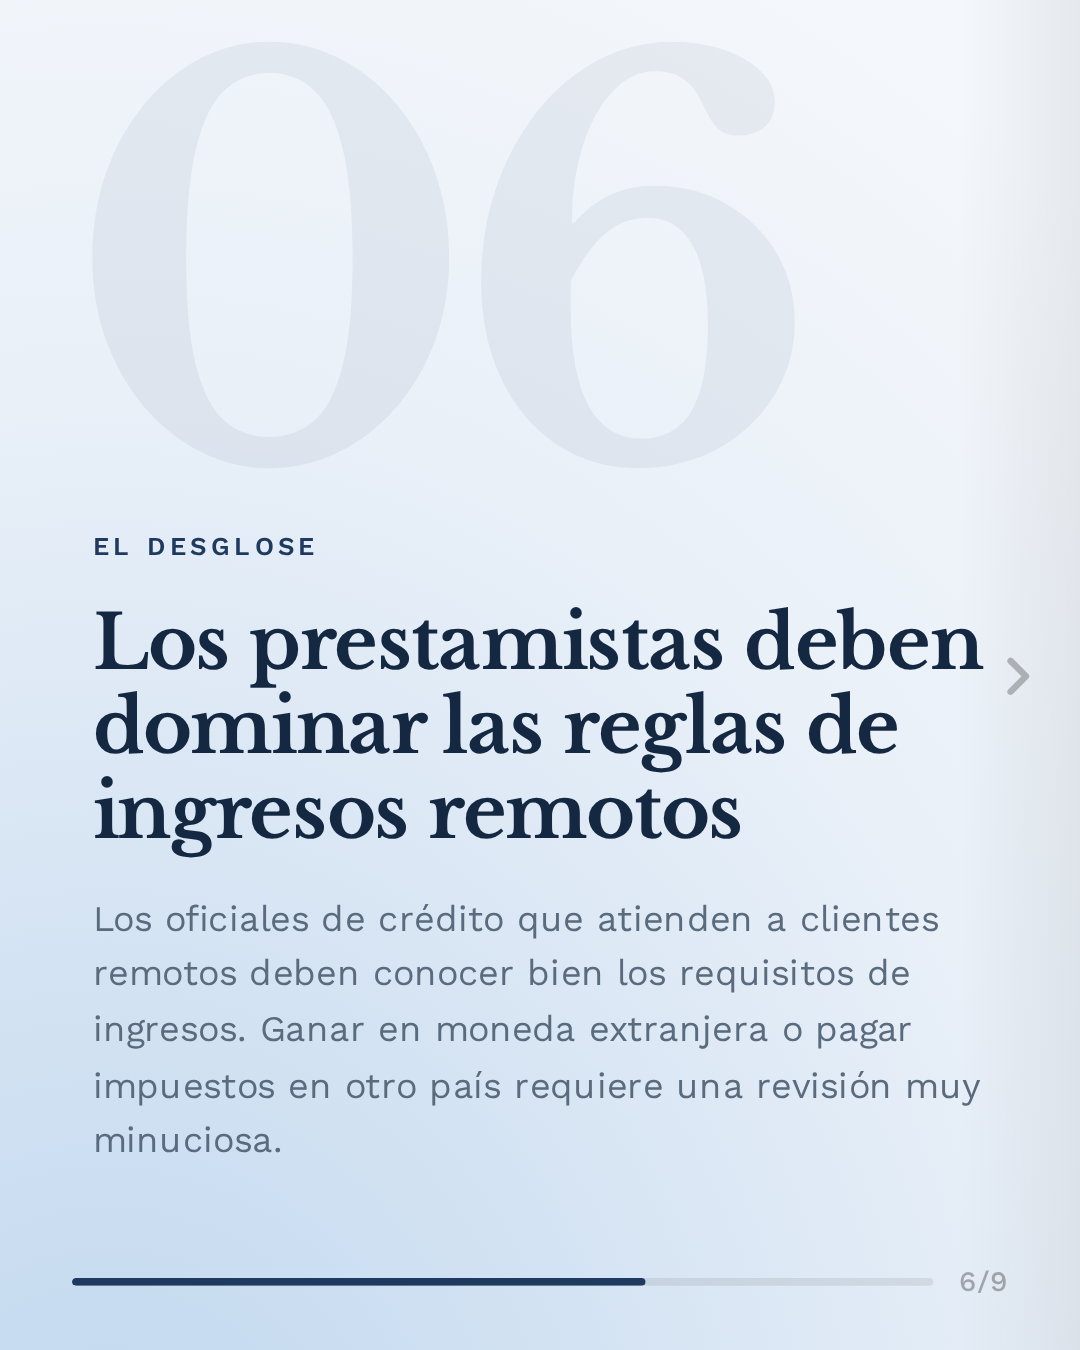 06
EL DESGLOSE
Los prestamistas deben
dominar las reglas de
ingresos remotos
Los oficiales de crédito que atienden a clientes
remotos deben conocer bien los requisitos de
ingresos. Ganar en moneda extranjera o pagar
impuestos en otro país requiere una revisión muy
minuciosa.
6/9